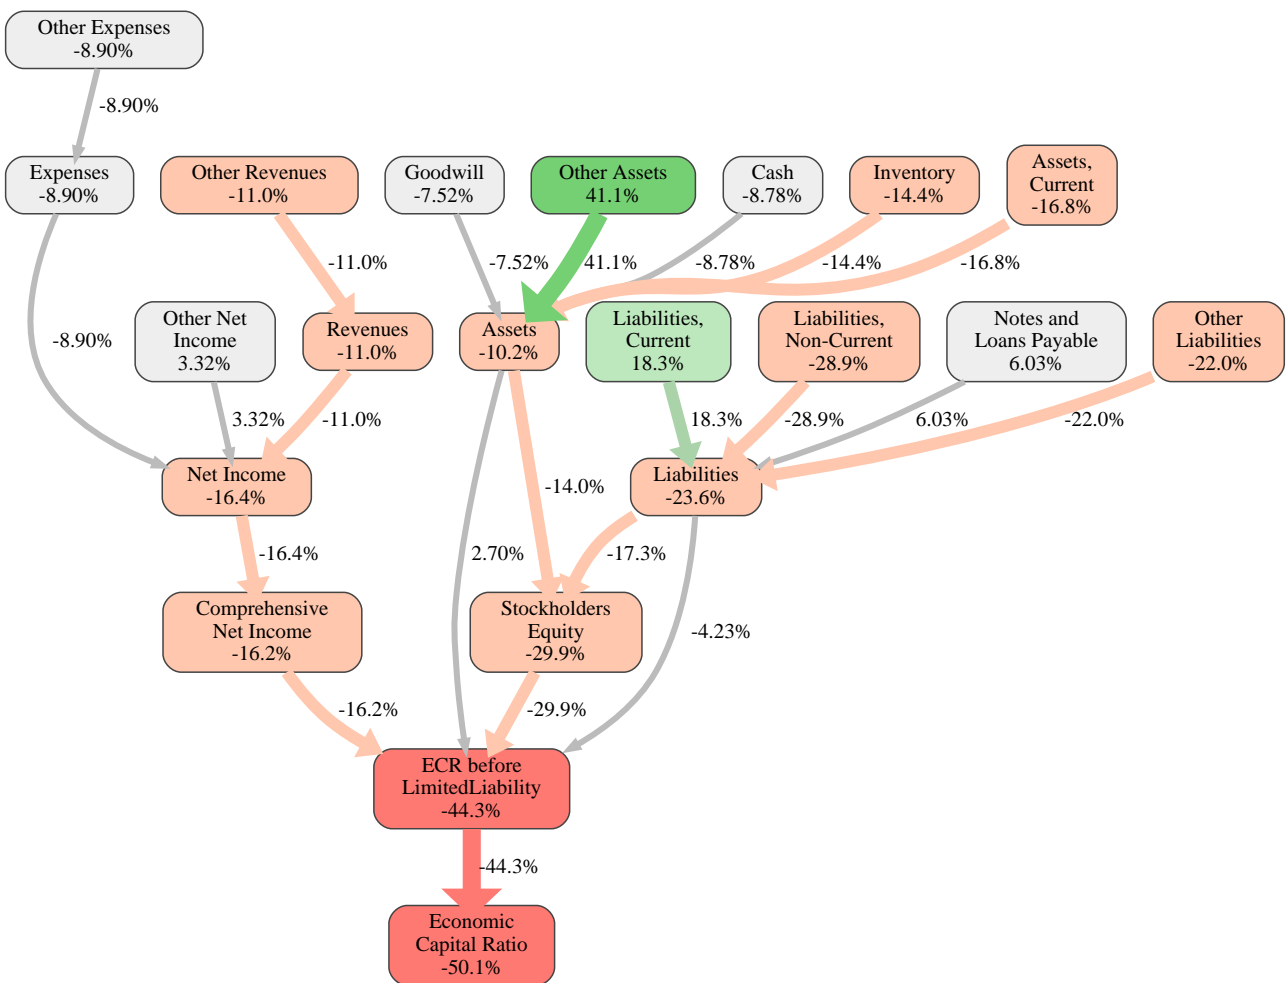 Other Expenses
-8.90%
-8.90%
Expenses
-8.90%
Other Revenues
-11.0%
Goodwill
-7.52%
Other Assets
41.1%
Cash
-8.78%
Inventory
-14.4%
Assets,
Current
-16.8%
-11.0%
-7.52%
41.1%
-8.78%
-14.4%
-16.8%
-8.90%
Other Net
Income
3.32%
Revenues
-11.0%
Assets
-10.2%
Liabilities,
Current
18.3%
Liabilities,
Non-Current
-28.9%
Notes and
Loans Payable
6.03%
Other
Liabilities
-22.0%
3.32%
-11.0%
18.3%
-28.9%
6.03%
-22.0%
Net Income
-16.4%
-14.0%
Liabilities
-23.6%
-16.4%
2.70%
-17.3%
Comprehensive
Net Income
-16.2%
Stockholders
Equity
-29.9%
-4.23%
-16.2%
-29.9%
ECR before
LimitedLiability
-44.3%
-44.3%
Economic
Capital Ratio
-50.1%